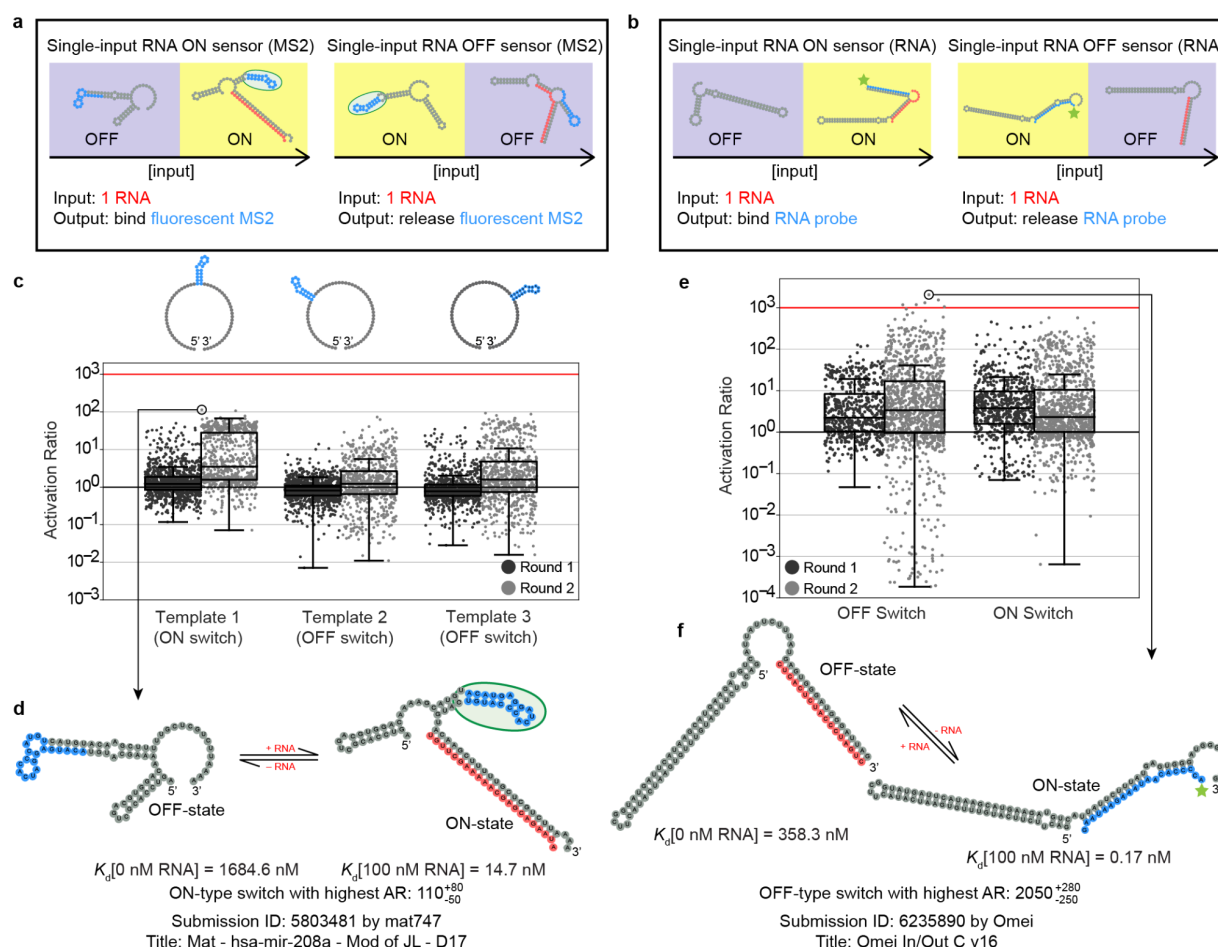 a
Single-input RNA ON sensor (MS2)
Single-input RNA OFF sensor (MS2)
OFF
ON
ON
OFF
[input]
[input]
Input: 1 RNA
Output: bind fluorescent MS2
Input: 1 RNA
Output: release fluorescent MS2
b
Single-input RNA ON sensor (RNA)
Single-input RNA OFF sensor (RNA
OFF
ON
ON
OFF
[input]
[input]
Input: 1 RNA
Output: bind RNA probe
Input: 1 RNA
Output: release RNA probe
c
5' 3'
5' 3'
5' 3'
Activation Ratio
10³
10²
10¹
10⁰
10⁻¹
10⁻²
10⁻³
Round 1
Round 2
Template 1
(ON switch)
Template 2
(OFF switch)
Template 3
(OFF switch)
e
Activation Ratio
10³
10²
10¹
10⁰
10⁻¹
10⁻²
10⁻³
10⁻⁴
Round 1
Round 2
OFF Switch
ON Switch
d
5' 3'
OFF-state
+ RNA
− RNA
5'
3'
ON-state
Kd[0 nM RNA] = 1684.6 nM
Kd[100 nM RNA] = 14.7 nM
ON-type switch with highest AR: 110 +80 -50
Submission ID: 5803481 by mat747
Title: Mat - hsa-mir-208a - Mod of JL - D17
f
5'
3'
OFF-state
- RNA
+ RNA
ON-state
5'
3
Kd[0 nM RNA] = 358.3 nM
Kd[100 nM RNA] = 0.17 nM
OFF-type switch with highest AR: 2050 +280 -250
Submission ID: 6235890 by Omei
Title: Omei In/Out C v16